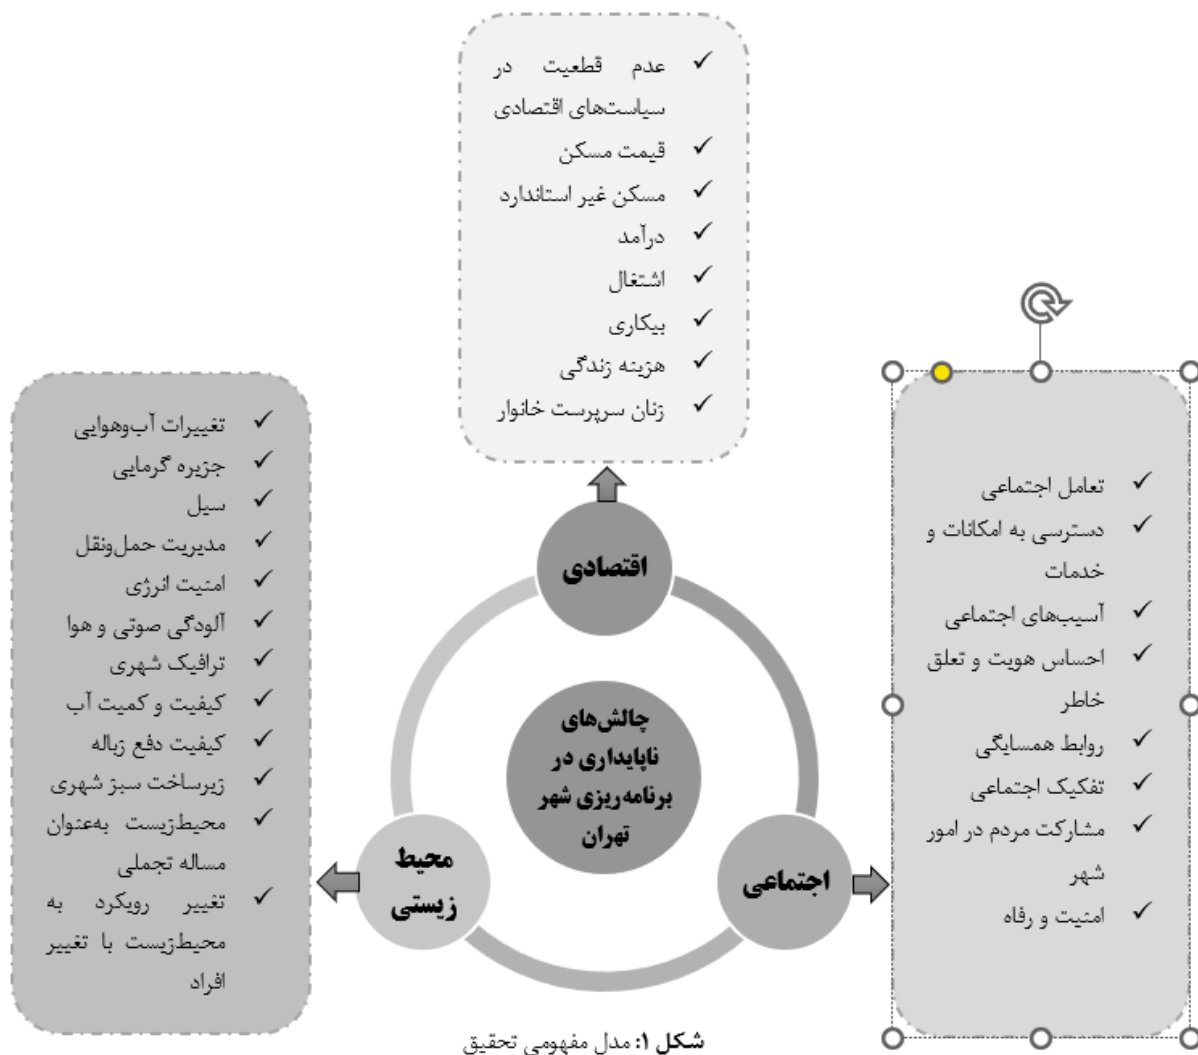 عدم قطعیت در
سیاست‌های اقتصادی
قیمت مسکن
مسکن غیر استاندارد
درآمد
اشتغال
بیکاری
هزینه زندگی
زنان سرپرست خانوار
تعامل اجتماعی
دسترسی به امکانات و
خدمات
آسیب‌های اجتماعی
احساس هویت و تعلق
خاطر
روابط همسایگی
تفکیک اجتماعی
مشارکت مردم در امور
شهر
امنیت و رفاه
تغییرات آب‌وهوایی
جزیره گرمایی
سیل
مدیریت حمل‌ونقل
امنیت انرژی
آلودگی صوتی و هوا
ترافیک شهری
کیفیت و کمیت آب
کیفیت دفع زباله
زیرساخت سبز شهری
محیط‌زیست به‌عنوان
مساله تجملی
تغییر رویکرد به
محیط‌زیست با تغییر
افراد
اقتصادی
چالش‌های
ناپایداری در
برنامه‌ریزی شهر
تهران
اجتماعی
محیط
زیستی
شکل ۱: مدل مفهومی تحقیق